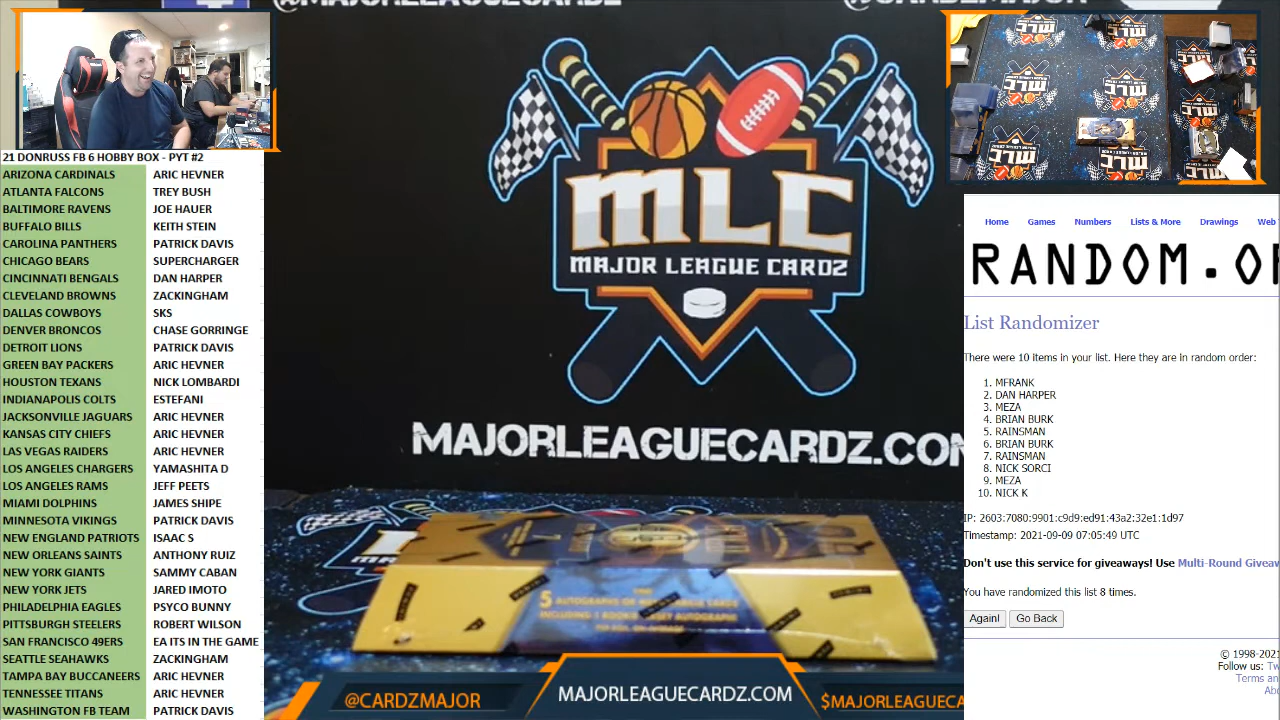 @MAJORLEAGUECARDZ
@CARDZMAJOR
21 DONRUSS FB 6 HOBBY BOX - PYT #2
ARIZONA CARDINALS ARIC HEVNER
ATLANTA FALCONS TREY BUSH
BALTIMORE RAVENS JOE HAUER
BUFFALO BILLS KEITH STEIN
CAROLINA PANTHERS PATRICK DAVIS
CHICAGO BEARS SUPERCHARGER
CINCINNATI BENGALS DAN HARPER
CLEVELAND BROWNS ZACKINGHAM
DALLAS COWBOYS SKS
DENVER BRONCOS CHASE GORRINGE
DETROIT LIONS PATRICK DAVIS
GREEN BAY PACKERS ARIC HEVNER
HOUSTON TEXANS NICK LOMBARDI
INDIANAPOLIS COLTS ESTEFANI
JACKSONVILLE JAGUARS ARIC HEVNER
KANSAS CITY CHIEFS ARIC HEVNER
LAS VEGAS RAIDERS ARIC HEVNER
LOS ANGELES CHARGERS YAMASHITA D
LOS ANGELES RAMS JEFF PEETS
MIAMI DOLPHINS JAMES SHIPE
MINNESOTA VIKINGS PATRICK DAVIS
NEW ENGLAND PATRIOTS ISAAC S
NEW ORLEANS SAINTS ANTHONY RUIZ
NEW YORK GIANTS SAMMY CABAN
NEW YORK JETS JARED IMOTO
PHILADELPHIA EAGLES PSYCO BUNNY
PITTSBURGH STEELERS ROBERT WILSON
SAN FRANCISCO 49ERS EA ITS IN THE GAME
SEATTLE SEAHAWKS ZACKINGHAM
TAMPA BAY BUCCANEERS ARIC HEVNER
TENNESSEE TITANS ARIC HEVNER
WASHINGTON FB TEAM PATRICK DAVIS
MLC
MAJOR LEAGUE CARDZ
MAJORLEAGUECARDZ.COM
5 AUTOGRAPHS OR
INCLUDING 1
@CARDZMAJOR
MAJORLEAGUECARDZ.COM
$MAJORLEAGUECA
Home Games Numbers Lists & More Drawings Web
RANDOM.O
List Randomizer
There were 10 items in your list. Here they are in random order:
1. MFRANK
2. DAN HARPER
3. MEZA
4. BRIAN BURK
5. RAINSMAN
6. BRIAN BURK
7. RAINSMAN
8. NICK SORCI
9. MEZA
10. NICK K
IP: 2603:7080:9901:c9d9:ed91:43a2:32e1:1d97
Timestamp: 2021-09-09 07:05:49 UTC
Don't use this service for giveaways! Use Multi-Round Giveaw
You have randomized this list 8 times.
Again! Go Back
© 1998-2021
Follow us: Tw
Terms an
Abo